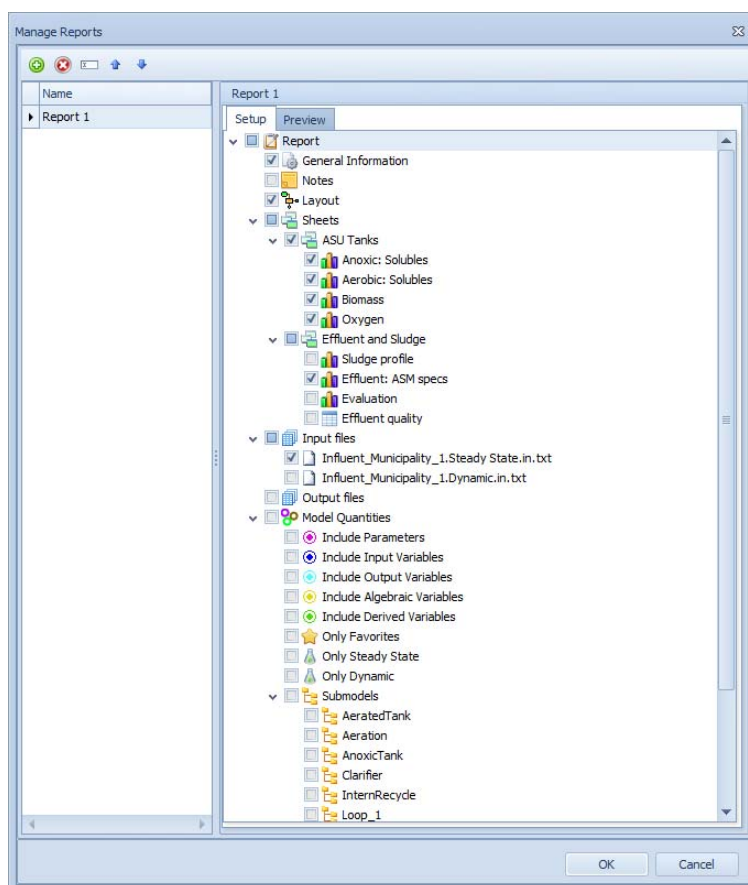 Manage Reports
Name
Report 1
Report 1
Setup Preview
Report
General Information
Notes
Layout
Sheets
ASU Tanks
Anoxic: Solubles
Aerobic: Solubles
Biomass
Oxygen
Effluent and Sludge
Sludge profile
Effluent: ASM specs
Evaluation
Effluent quality
Input files
Influent_Municipality_1.Steady State.in.txt
Influent_Municipality_1.Dynamic.in.txt
Output files
Model Quantities
Include Parameters
Include Input Variables
Include Output Variables
Include Algebraic Variables
Include Derived Variables
Only Favorites
Only Steady State
Only Dynamic
Submodels
AeratedTank
Aeration
AnoxicTank
Clarifier
InternRecycle
Loop_1
OK Cancel